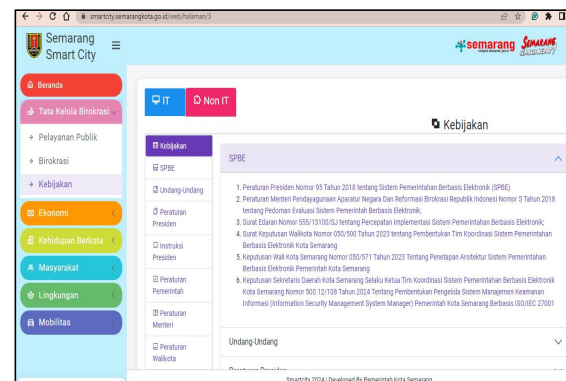 smartcity.semarangkota.go.id/web/halaman/3
Semarang
Smart City
semarang
SEMARANG
Beranda
Tata Kelola Birokrasi
Pelayanan Publik
Birokrasi
Kebijakan
Ekonomi
Kehidupan Berkota
Masyarakat
Lingkungan
Mobilitas
IT
Non IT
Kebijakan
Kebijakan
SPBE
Undang-Undang
Peraturan
Presiden
Instruksi
Presiden
Peraturan
Pemerintah
Peraturan
Menteri
Peraturan
Walikota
SPBE
1. Peraturan Presiden Nomor 95 Tahun 2018 tentang Sistem Pemerintahan Berbasis Elektronik (SPBE)
2. Peraturan Menteri Pendayagunaan Aparatur Negara Dan Reformasi Birokrasi Republik Indonesi Nomor 5 Tahun 2018
tentang Pedoman Evaluasi Sistem Pemerintah Berbasis Elektronik;
3. Surat Edaran Nomor 555/13100/SJ tentang Percepatan Implementasi Sistem Pemerintahan Berbasis Elektronik;
4. Surat Keputusan Walikota Nomor 050/500 Tahun 2023 tentang Pembentukan Tim Koordinasi Sistem Pemerintahan
Berbasis Elektronik Kota Semarang
5. Keputusan Wali Kota Semarang Nomor 050/571 Tahun 2023 Tentang Penetapan Arsitektur Sistem Pemerintahan
Berbasis Elektronik Pemerintah Kota Semarang
6. Keputusan Sekretaris Daerah Kota Semarang Selaku Ketua Tim Koordinasi Sistem Pemerintahan Berbasis Elektronik
Kota Semarang Nomor 500.12/108 Tahun 2024 Tentang Pembentukan Pengelola Sistem Manajemen Keamanan
Informasi (Information Security Management System Manager) Pemerintah Kota Semarang Berbasis ISO/IEC 27001
Undang-Undang
Smartcity 2024 | Developed By Pemerintah Kota Semarang